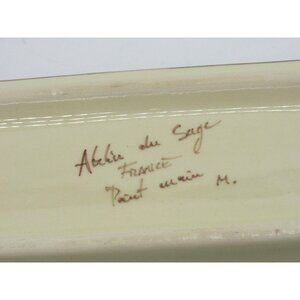 Atelier du Sage
FRANCE
Peint main M.